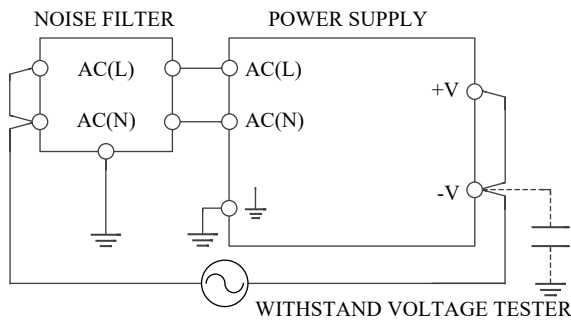 NOISE FILTER
POWER SUPPLY
AC(L)
AC(L)
+V
AC(N)
AC(N)
-V
WITHSTAND VOLTAGE TESTER